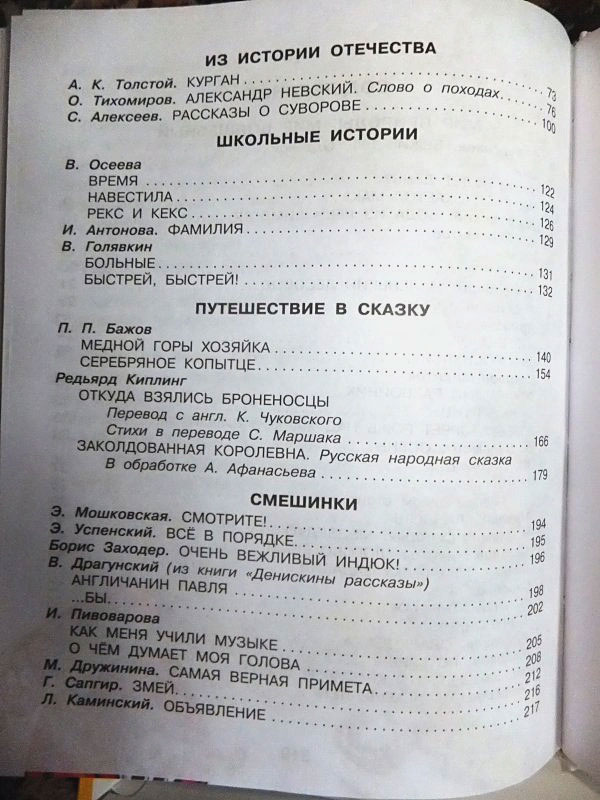 ИЗ ИСТОРИИ ОТЕЧЕСТВА
А. К. Толстой. КУРГАН 73
О. Тихомиров. АЛЕКСАНДР НЕВСКИЙ. Слово о походах. 76
С. Алексеев. РАССКАЗЫ О СУВОРОВЕ 100
ШКОЛЬНЫЕ ИСТОРИИ
В. Осеева
ВРЕМЯ 122
НАВЕСТИЛА 124
РЕКС И КЕКС 126
И. Антонова. ФАМИЛИЯ 129
В. Голявкин
БОЛЬНЫЕ 131
БЫСТРЕЙ, БЫСТРЕЙ! 132
ПУТЕШЕСТВИЕ В СКАЗКУ
П. П. Бажов
МЕДНОЙ ГОРЫ ХОЗЯЙКА 140
СЕРЕБРЯНОЕ КОПЫТЦЕ 154
Редьярд Киплинг
ОТКУДА ВЗЯЛИСЬ БРОНЕНОСЦЫ
Перевод с англ. К. Чуковского
Стихи в переводе С. Маршака 166
ЗАКОЛДОВАННАЯ КОРОЛЕВНА. Русская народная сказка
В обработке А. Афанасьева 179
СМЕШИНКИ
Э. Мошковская. СМОТРИТЕ! 194
Э. Успенский. ВСЁ В ПОРЯДКЕ. 195
Борис Заходер. ОЧЕНЬ ВЕЖЛИВЫЙ ИНДЮК! 196
В. Драгунский (из книги «Денискины рассказы»)
АНГЛИЧАНИН ПАВЛЯ 198
...БЫ 202
И. Пивоварова
КАК МЕНЯ УЧИЛИ МУЗЫКЕ 205
О ЧЁМ ДУМАЕТ МОЯ ГОЛОВА 208
М. Дружинина. САМАЯ ВЕРНАЯ ПРИМЕТА 212
Г. Сапгир. ЗМЕЙ 216
Л. Каминский. ОБЪЯВЛЕНИЕ 217